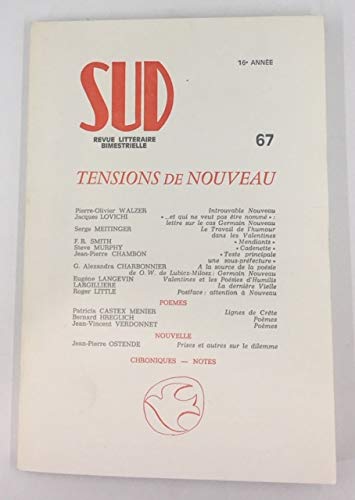 SUD
16e ANNÉE
REVUE LITTERAIRE
BIMESTRIELLE
67
TENSIONS DE NOUVEAU
Pierre-Olivier WALZER Introuvable Nouveau
Jacques LOVICHI « ...et qui ne veut pas être nommé » :
lettre sur le cas Germain Nouveau
Serge MEITINGER Le Travail de l'humour
dans les Valentines
F.R. SMITH « Mendiants »
Steve MURPHY « Cadenette »
Jean-Pierre CHAMBON « Teste principale
une sous-préfecture »
G. Alexandra CHARBONNIER A la source de la poésie
de O.W. de Lubicz-Milosz : Germain Nouveau
Eugène LANGEVIN Valentines et les Poésies d'Humilis
LARGILLIERE La dernière Vielle
Roger LITTLE Postface : attention à Nouveau
POEMES
Patricia CASTEX MENIER Lignes de Crête
Bernard HREGLICH Poèmes
Jean-Vincent VERDONNET Poèmes
NOUVELLE
Jean-Pierre OSTENDE Prises et autres sur le dilemme
CHRONIQUES — NOTES